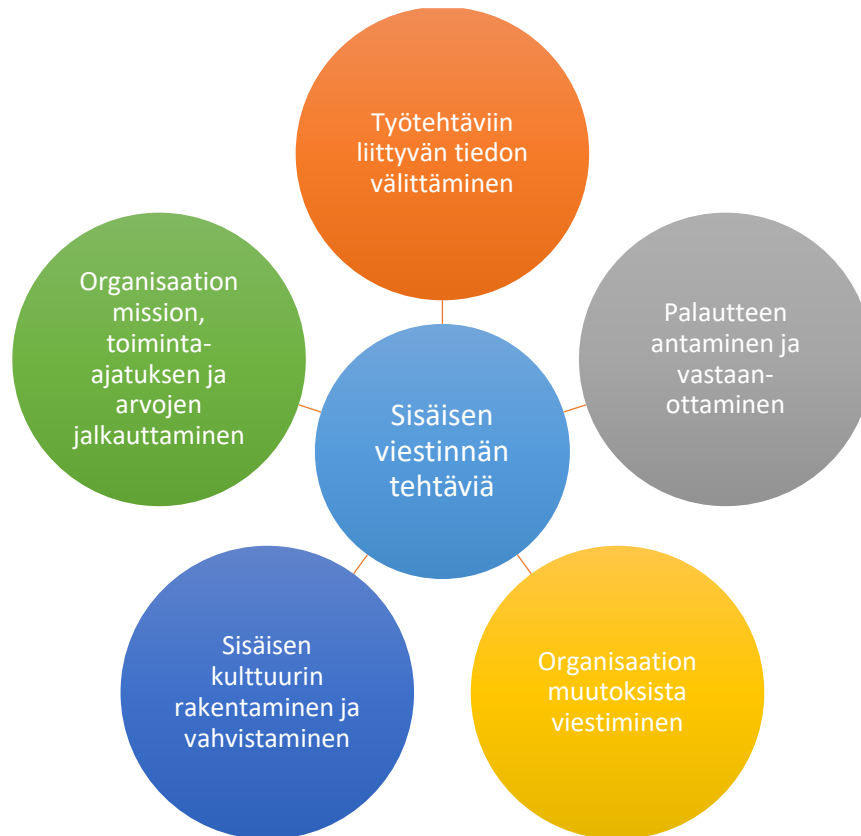 Työtehtäviin
liittyvän tiedon
välittäminen
Organisaation
mission,
toiminta-
ajatuksen ja
arvojen
jalkauttaminen
Palautteen
antaminen ja
vastaan-
ottaminen
Sisäisen
viestinnän
tehtäviä
Sisäisen
kulttuurin
rakentaminen ja
vahvistaminen
Organisaation
muutoksista
viestiminen